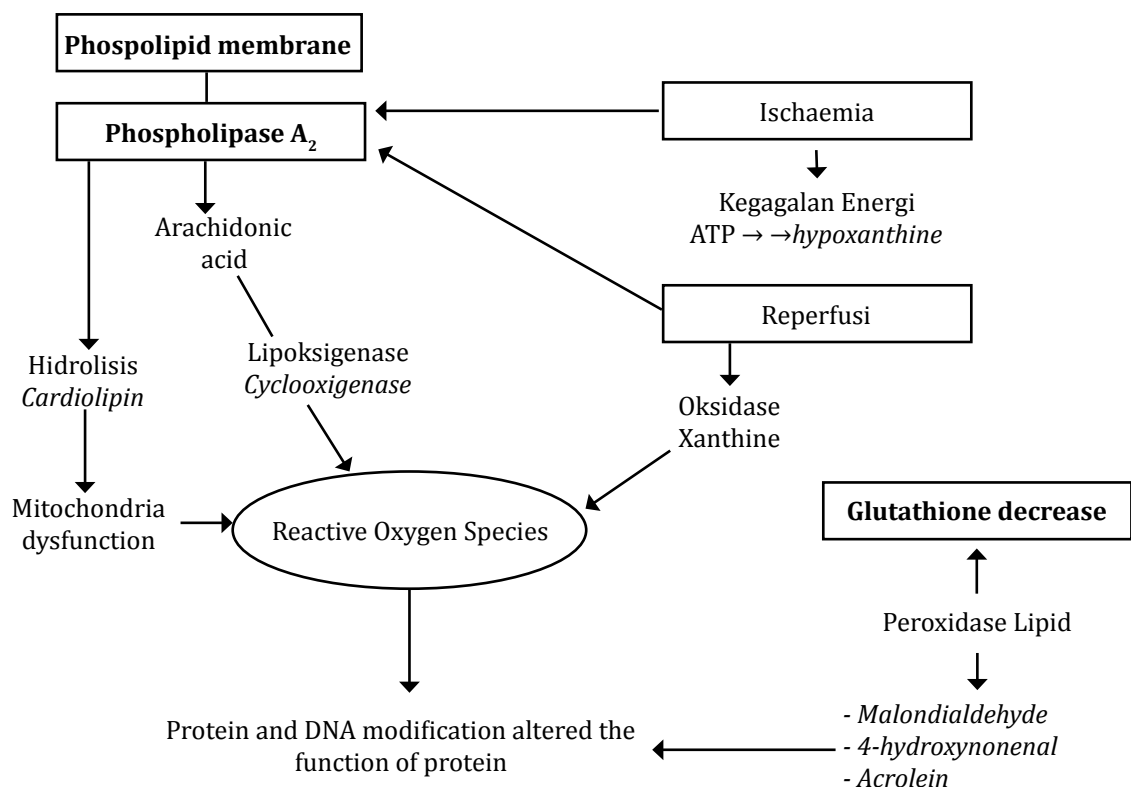 Phospolipid membrane
Phospholipase A₂
Ischaemia
Kegagalan Energi
ATP → →hypoxanthine
Arachidonic
acid
Reperfusi
Lipoksigenase
Cyclooxigenase
Hidrolisis
Cardiolipin
Oksidase
Xanthine
Mitochondria
dysfunction
Reactive Oxygen Species
Glutathione decrease
Peroxidase Lipid
Protein and DNA modification altered the
function of protein
- Malondialdehyde
- 4-hydroxynonenal
- Acrolein